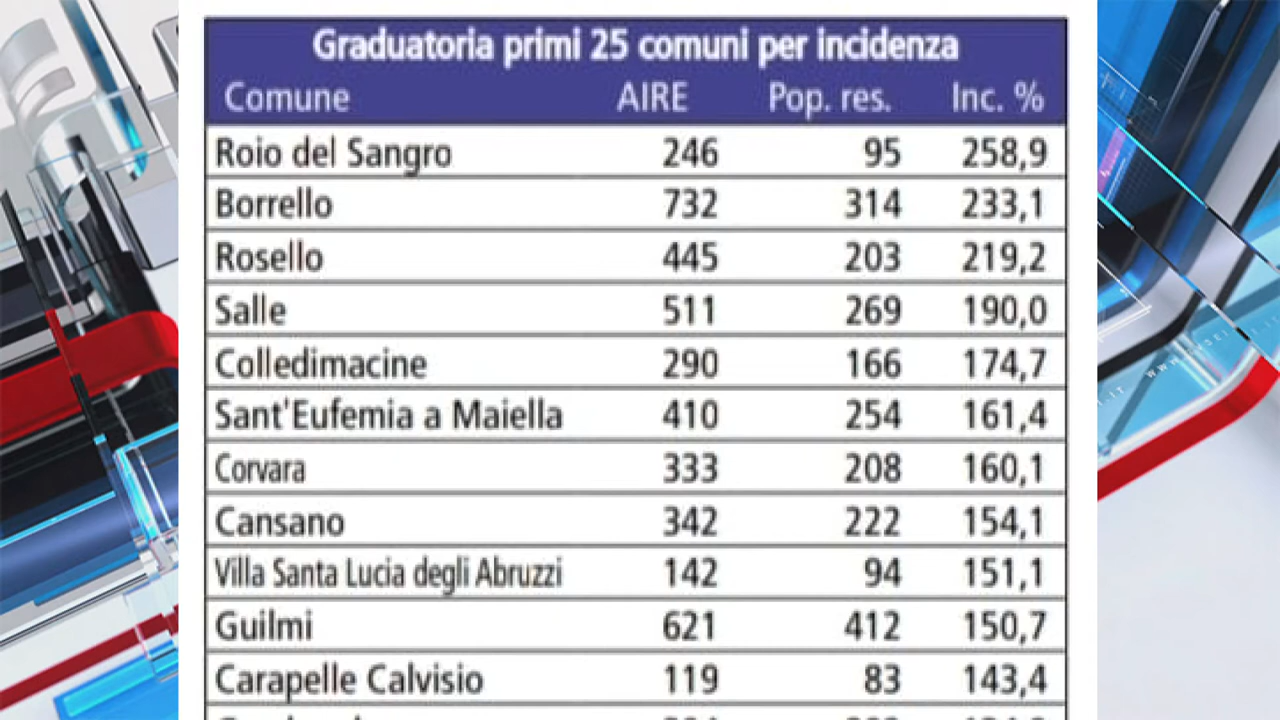 Graduatoria primi 25 comuni per incidenza
Comune AIRE Pop. res. Inc. %
Roio del Sangro 246 95 258,9
Borrello 732 314 233,1
Rosello 445 203 219,2
Salle 511 269 190,0
Colledimacine 290 166 174,7
Sant'Eufemia a Maiella 410 254 161,4
Corvara 333 208 160,1
Cansano 342 222 154,1
Villa Santa Lucia degli Abruzzi 142 94 151,1
Guilmi 621 412 150,7
Carapelle Calvisio 119 83 143,4